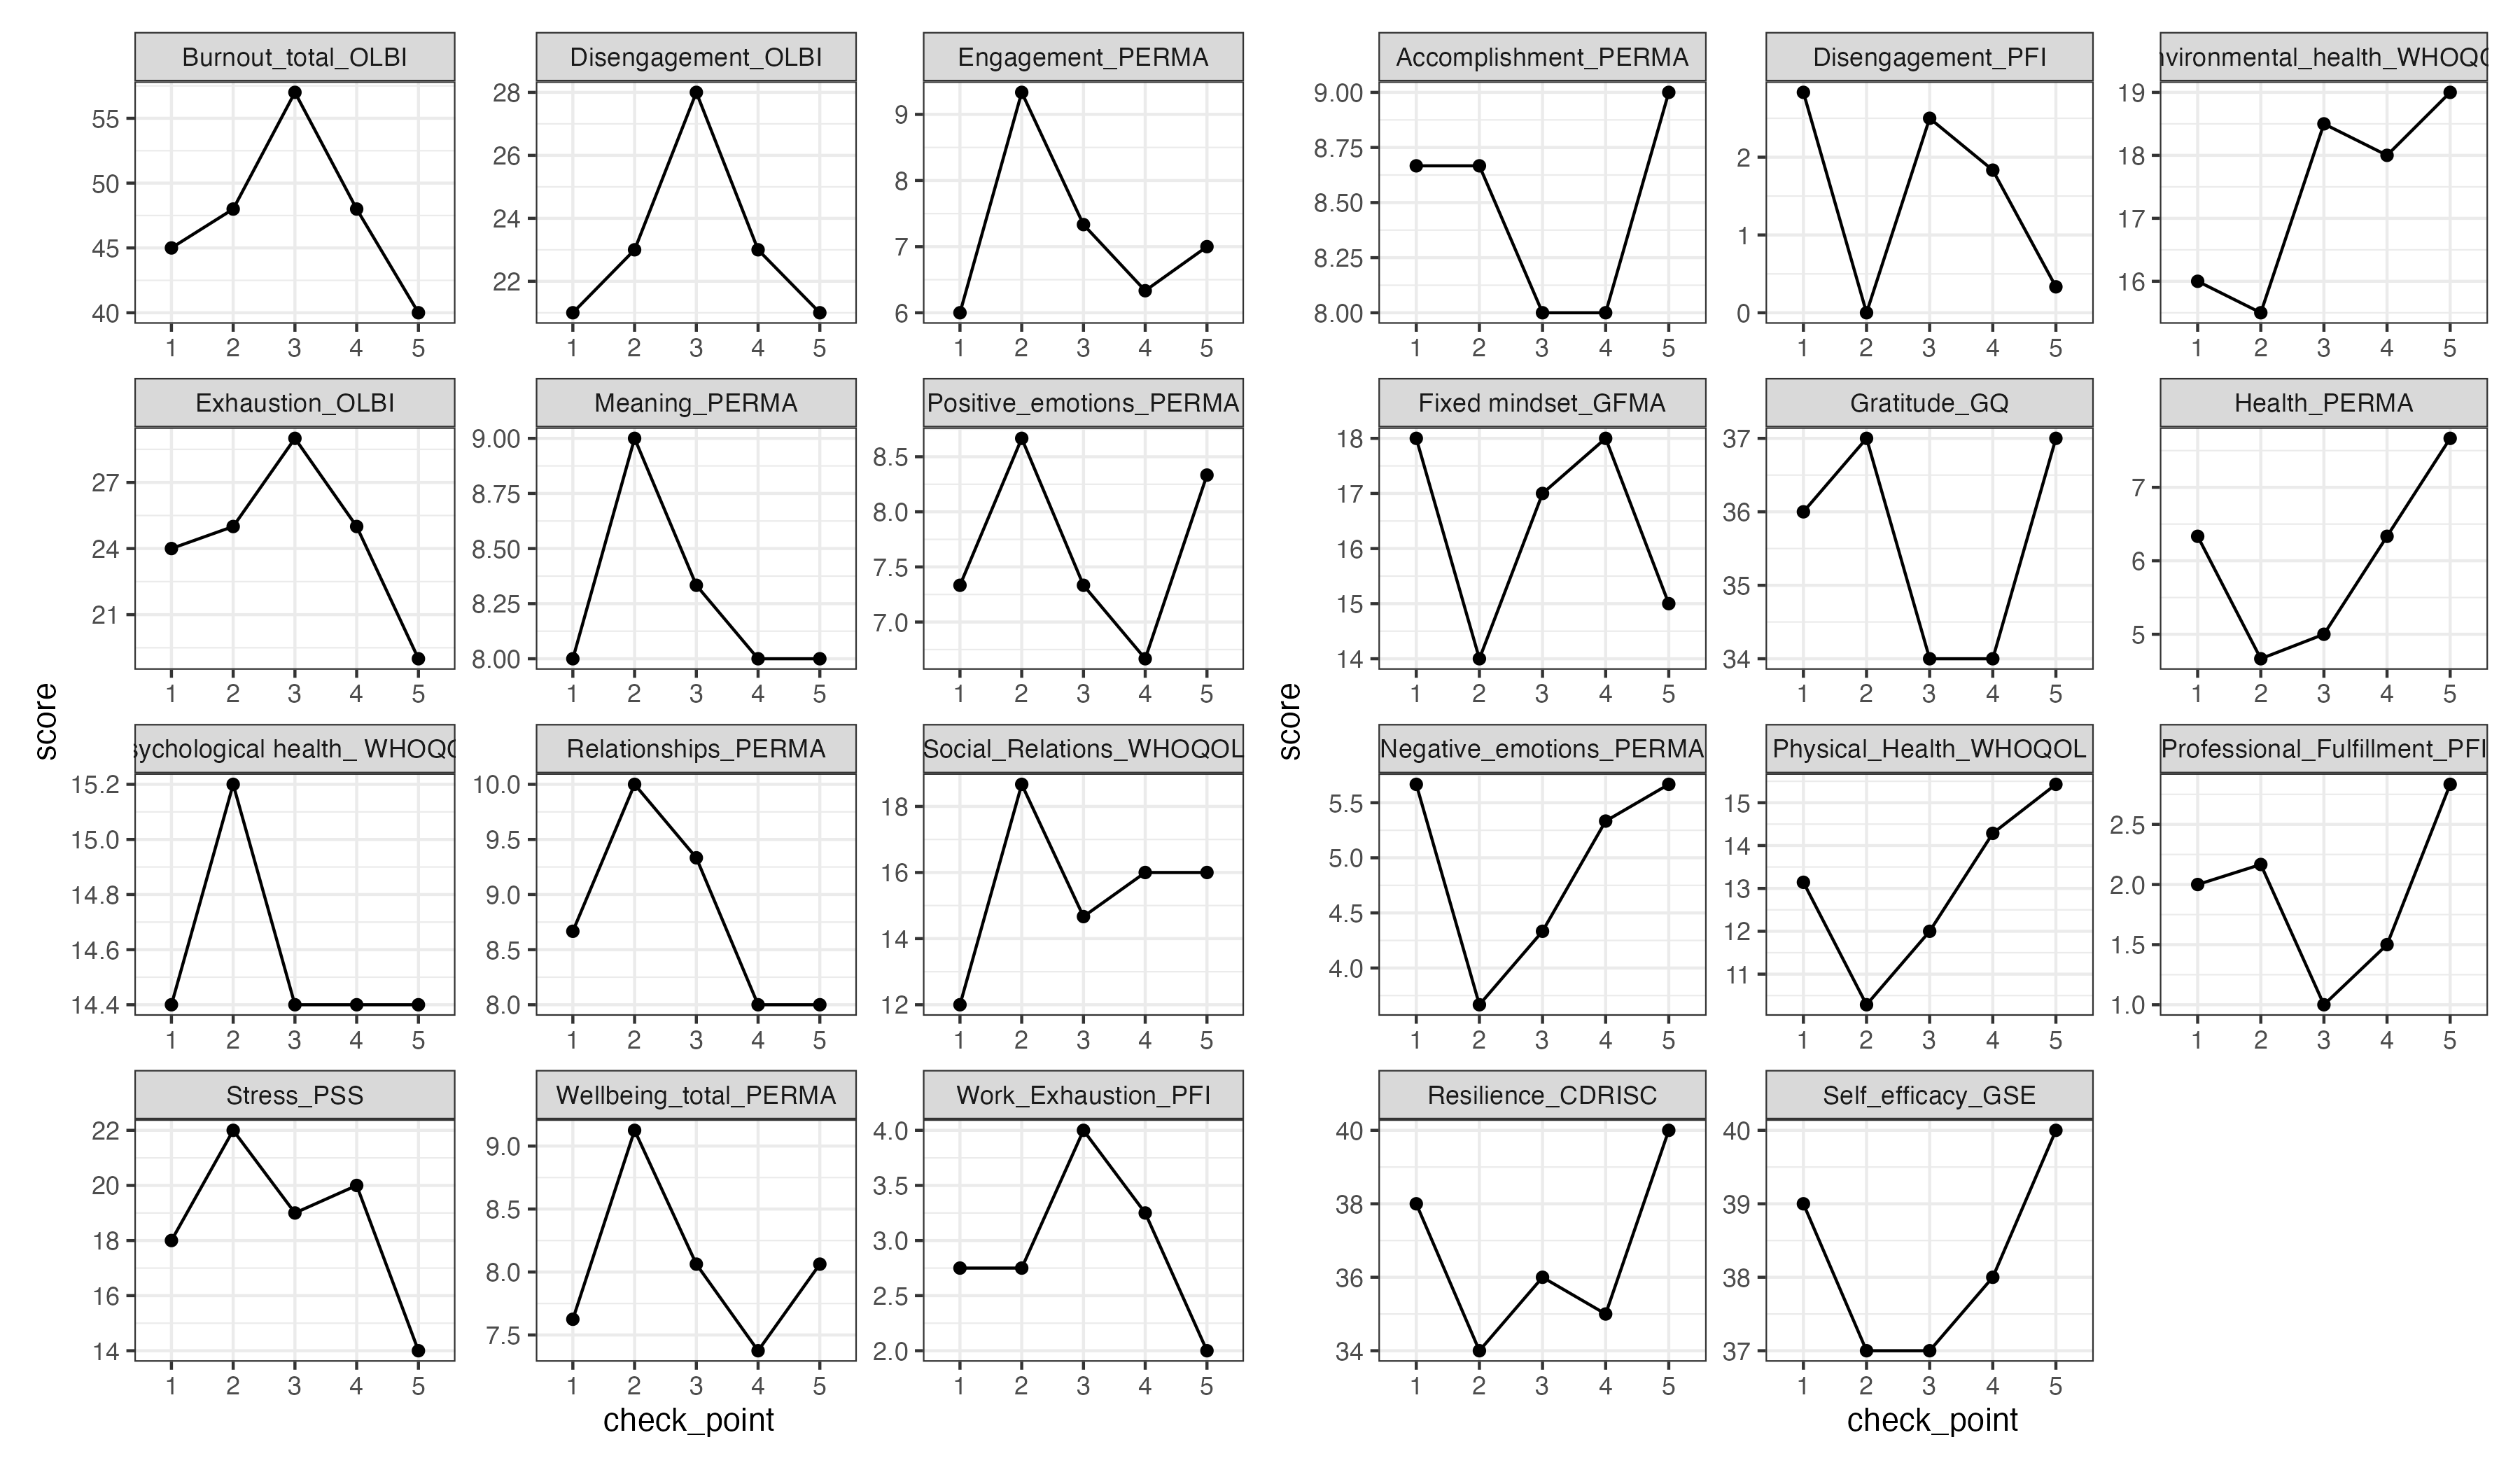 Burnout_total_OLBI
55
50
45
40
1 2 3 4 5
Disengagement_OLBI
28
26
24
22
1 2 3 4 5
Engagement_PERMA
9
8
7
6
1 2 3 4 5
Accomplishment_PERMA
9.00
8.75
8.50
8.25
8.00
1 2 3 4 5
Disengagement_PFI
2
1
0
1 2 3 4 5
nvironmental_health_WHOQO
19
18
17
16
1 2 3 4 5
Exhaustion_OLBI
27
24
21
1 2 3 4 5
Meaning_PERMA
9.00
8.75
8.50
8.25
8.00
1 2 3 4 5
Positive_emotions_PERMA
8.5
8.0
7.5
7.0
1 2 3 4 5
Fixed mindset_GFMA
18
17
16
15
14
1 2 3 4 5
Gratitude_GQ
37
36
35
34
1 2 3 4 5
Health_PERMA
7
6
5
1 2 3 4 5
score
score
sychological health_ WHOQO
15.2
15.0
14.8
14.6
14.4
1 2 3 4 5
Relationships_PERMA
10.0
9.5
9.0
8.5
8.0
1 2 3 4 5
Social_Relations_WHOQOL
18
16
14
12
1 2 3 4 5
Negative_emotions_PERMA
5.5
5.0
4.5
4.0
1 2 3 4 5
Physical_Health_WHOQOL
15
14
13
12
11
1 2 3 4 5
Professional_Fulfillment_PFI
2.5
2.0
1.5
1.0
1 2 3 4 5
Stress_PSS
22
20
18
16
14
1 2 3 4 5
Wellbeing_total_PERMA
9.0
8.5
8.0
7.5
1 2 3 4 5
Work_Exhaustion_PFI
4.0
3.5
3.0
2.5
2.0
1 2 3 4 5
Resilience_CDRISC
40
38
36
34
1 2 3 4 5
Self_efficacy_GSE
40
39
38
37
1 2 3 4 5
check_point
check_point